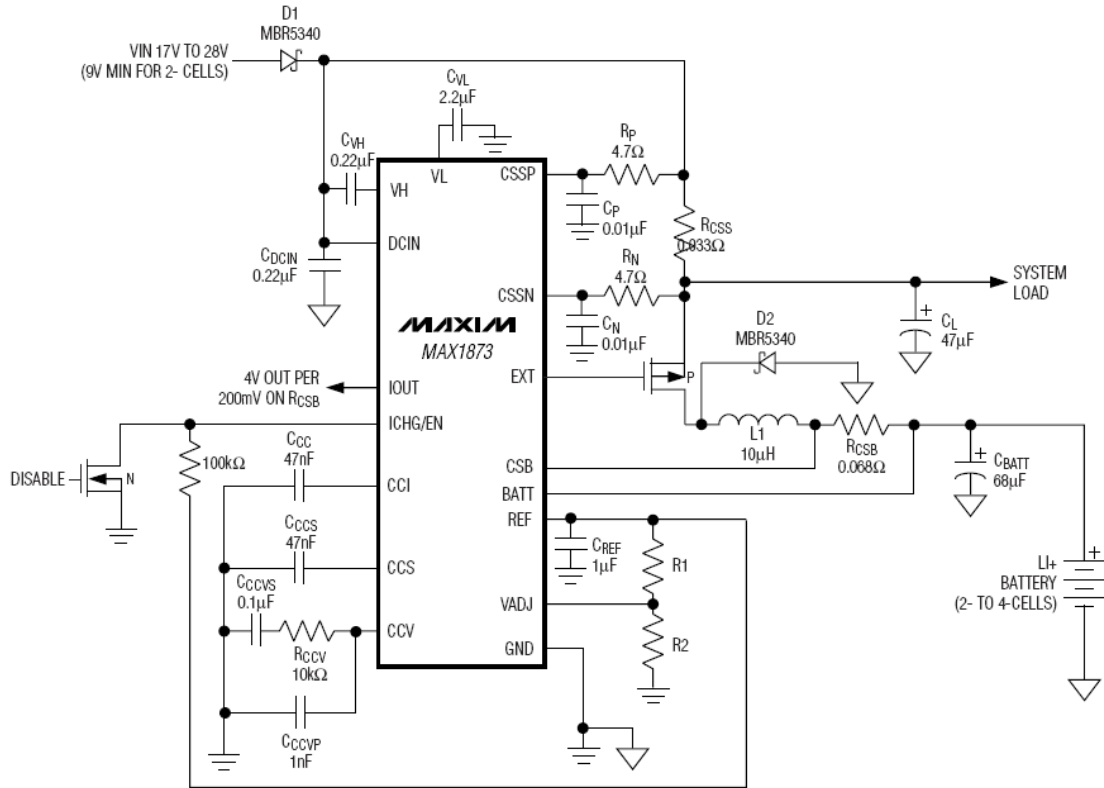 D1
MBR5340
VIN 17V TO 28V
(9V MIN FOR 2- CELLS)
CVL
2.2µF
CVH
0.22µF
VL
VH
DCIN
CDCIN
0.22µF
CSSP
RP
4.7Ω
CP
0.01µF
RCSS
0.033Ω
CSSN
RN
4.7Ω
CN
0.01µF
SYSTEM
LOAD
+
CL
47µF
MAXIM
MAX1873
D2
MBR5340
EXT
P
4V OUT PER
200mV ON RCSB
IOUT
ICHG/EN
L1
10µH
RCSB
0.068Ω
+
CBATT
68µF
DISABLE
N
100kΩ
CCC
47nF
CCI
CSB
BATT
REF
CREF
1µF
R1
CCCS
47nF
CCS
CCCVS
0.1µF
RCCV
10kΩ
CCV
VADJ
R2
GND
CCCVP
1nF
LI+
BATTERY
(2- TO 4-CELLS)
+